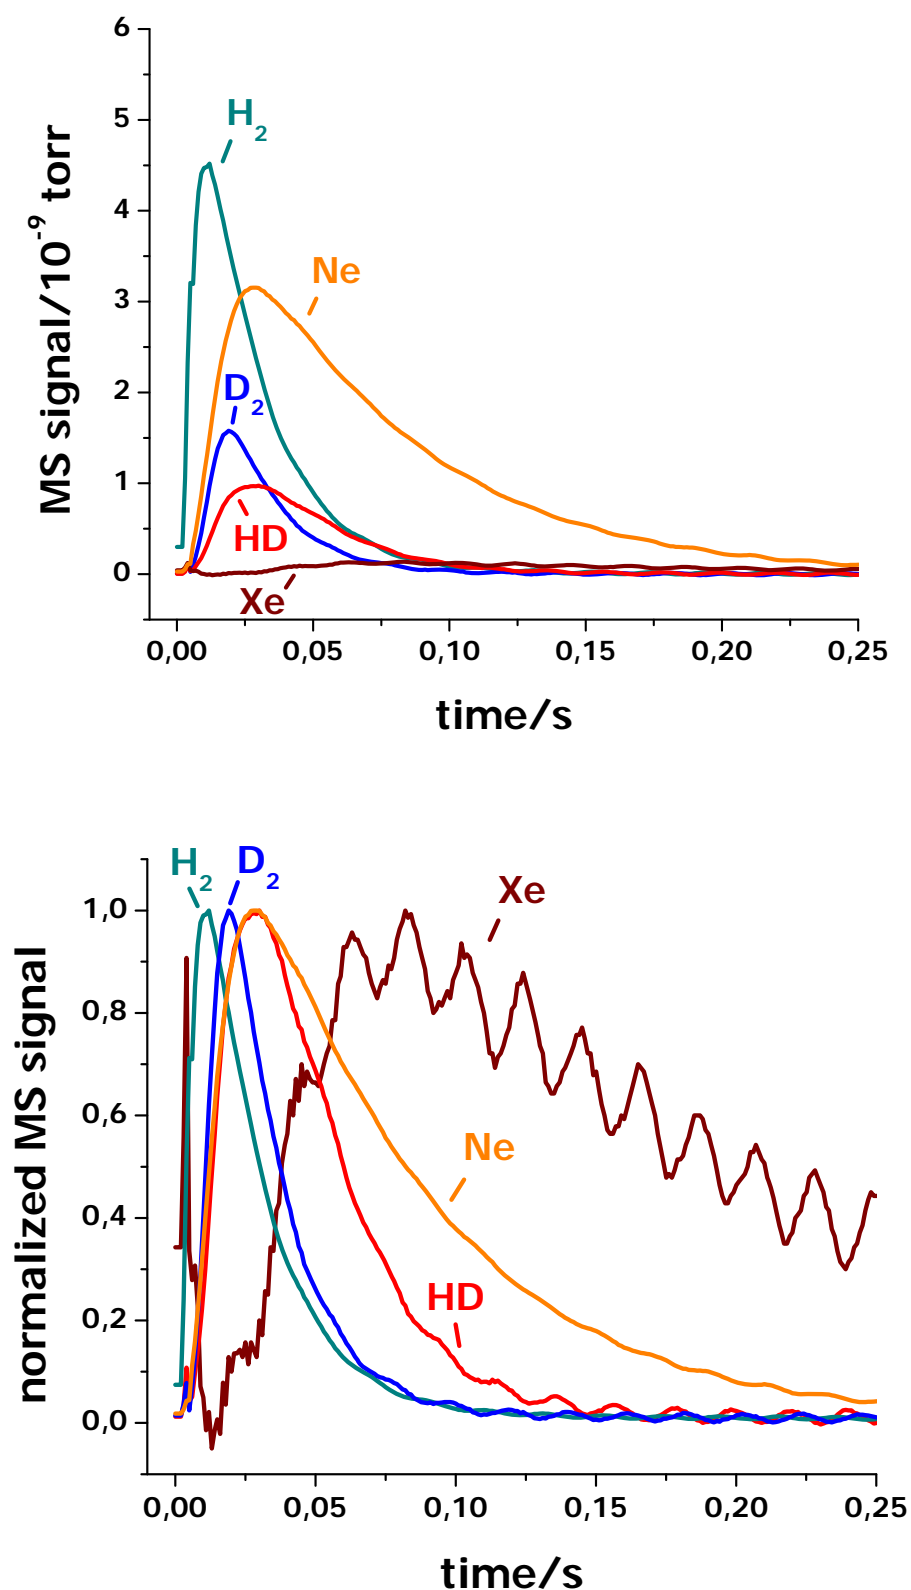 6
5
4
3
2
1
0
MS signal/10⁻⁹ torr
H₂
Ne
D₂
HD
Xe
0,00 0,05 0,10 0,15 0,20 0,25
time/s
H₂ D₂
Xe
Ne
HD
1,0
0,8
0,6
0,4
0,2
0,0
normalized MS signal
0,00 0,05 0,10 0,15 0,20 0,25
time/s